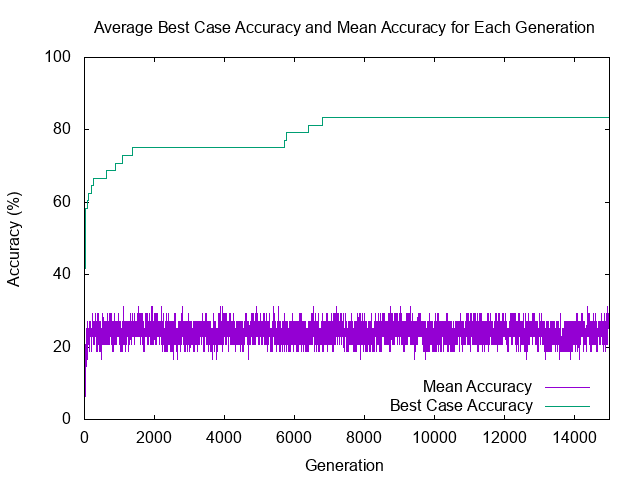 Average Best Case Accuracy and Mean Accuracy for Each Generation
100
80
60
40
20
0
Accuracy (%)
Mean Accuracy
Best Case Accuracy
0 2000 4000 6000 8000 10000 12000 14000
Generation